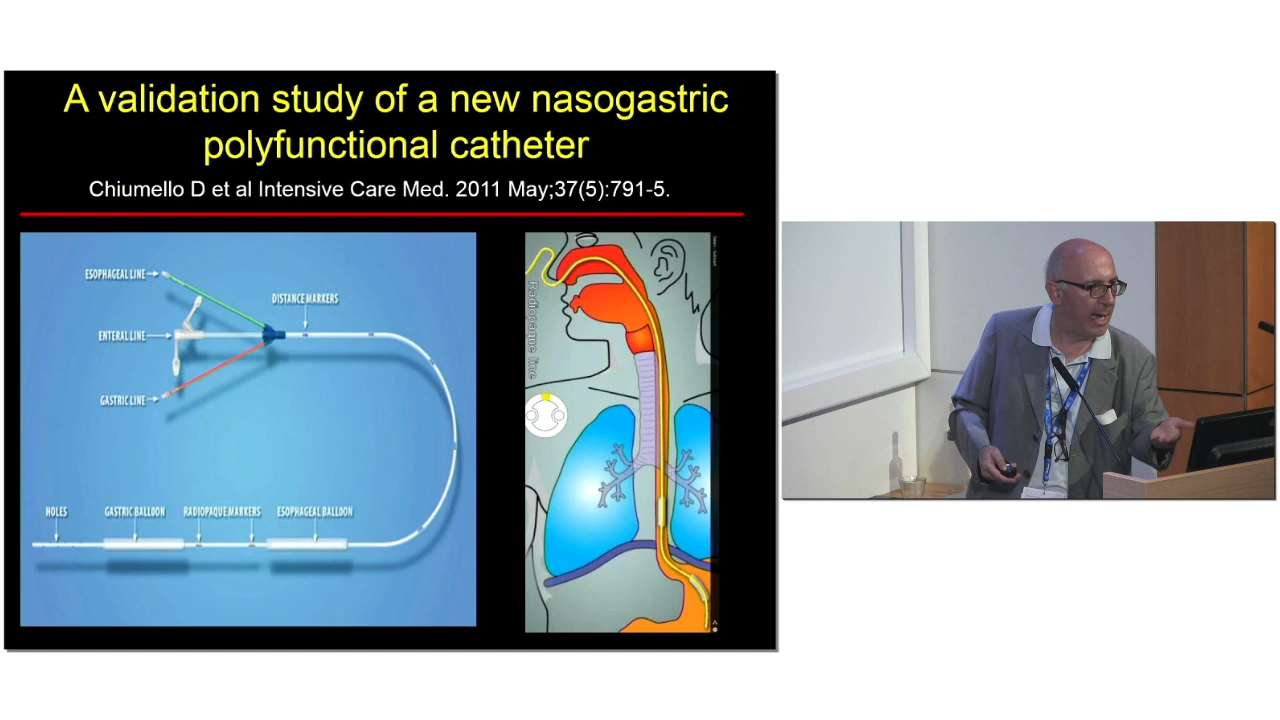 A validation study of a new nasogastric
polyfunctional catheter
Chiumello D et al Intensive Care Med. 2011 May;37(5):791-5.
ESOPHAGEAL LINE
DISTANCE MARKERS
ENTERAL LINE
GASTRIC LINE
HOLES
GASTRIC BALLOON
RADIOPAQUE MARKERS
ESOPHAGEAL BALLOON
Radiopaque line